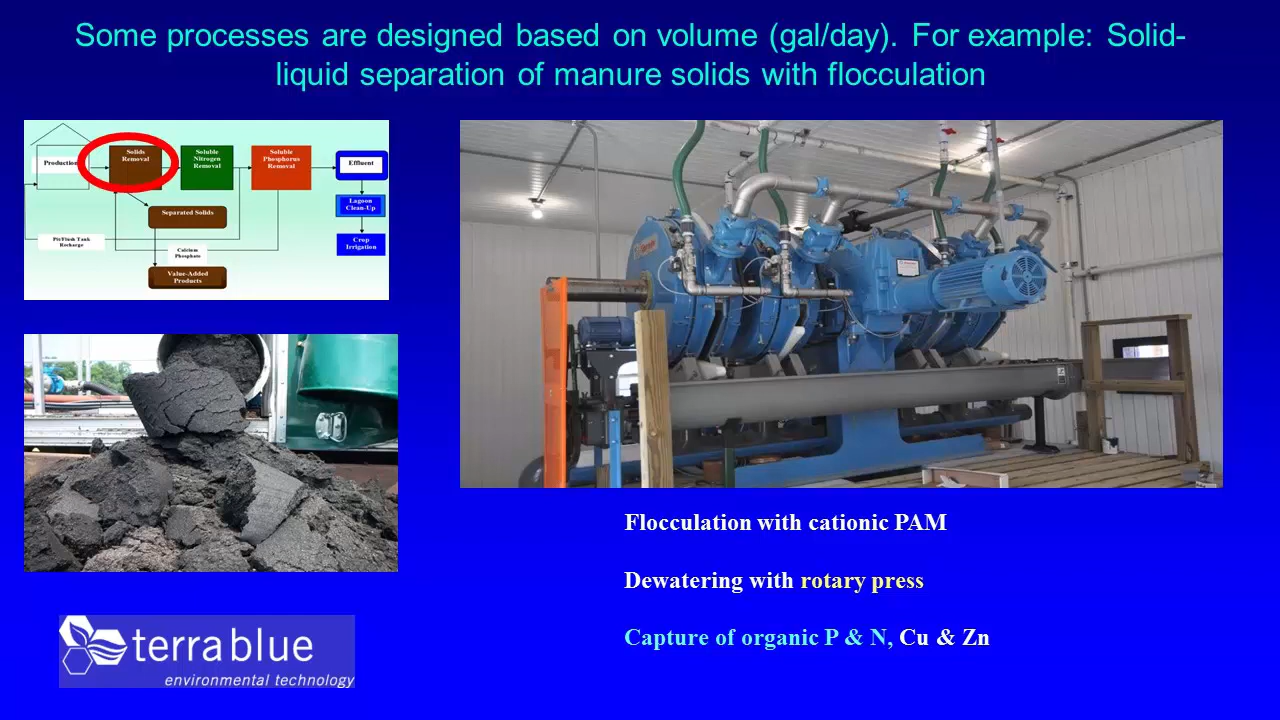 Some processes are designed based on volume (gal/day). For example: Solid-
liquid separation of manure solids with flocculation
Production
Solids
Removal
Soluble
Nitrogen
Removal
Soluble
Phosphorus
Removal
Effluent
Lagoon
Clean-Up
Separated Solids
Pit/Flush Tank
Recharge
Calcium
Phosphate
Crop
Irrigation
Value-Added
Products
Flocculation with cationic PAM
Dewatering with rotary press
Capture of organic P & N, Cu & Zn
terrablue
environmental technology